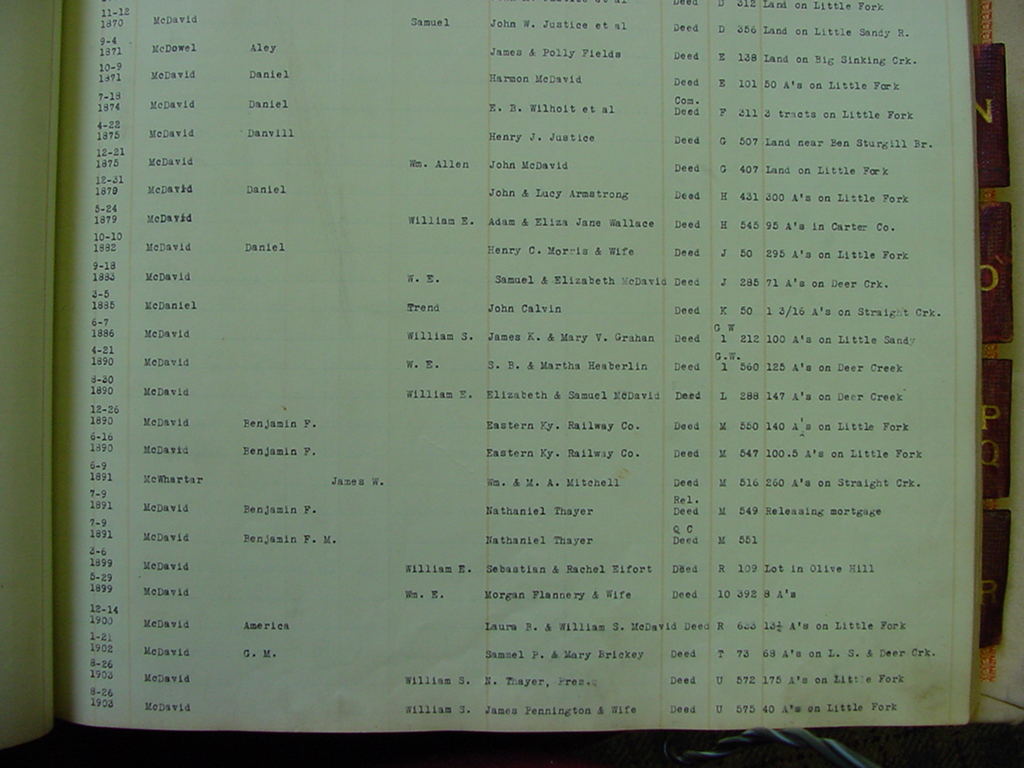 11-12
1870 McDavid Samuel John W. Justice et al Deed D 312 Land on Little Fork
9-4
1871 McDowel Aley James & Polly Fields Deed D 356 Land on Little Sandy R.
10-9
1871 McDavid Daniel Harmon McDavid Deed E 138 Land on Big Sinking Crk.
7-18
1874 McDavid Daniel E. B. Wilhoit et al Deed E 101 50 A's on Little Fork
4-22
1875 McDavid Danvill Henry J. Justice Com. Deed F 311 3 tracts on Little Fork
12-21
1875 McDavid Wm. Allen John McDavid Deed G 507 Land near Ben Sturgill Br.
12-31
1879 McDavid Daniel John & Lucy Armstrong Deed G 407 Land on Little Fork
5-24
1879 McDavid William E. Adam & Eliza Jane Wallace Deed H 431 300 A's on Little Fork
10-10
1882 McDavid Daniel Henry C. Morris & Wife Deed H 545 95 A's in Carter Co.
9-18
1883 McDavid W. E. Samuel & Elizabeth McDavid Deed J 50 295 A's on Little Fork
3-5
1885 McDaniel Trend John Calvin Deed J 285 71 A's on Deer Crk.
6-7
1886 McDavid William S. James K. & Mary V. Grahan Deed K 50 1 3/16 A's on Straight Crk.
4-21
1890 McDavid W. E. S. B. & Martha Heaberlin Deed G W 1 212 100 A's on Little Sandy
8-30
1890 McDavid William E. Elizabeth & Samuel McDavid Deed G.W. 1 560 125 A's on Deer Creek
12-26
1890 McDavid Benjamin F. Eastern Ky. Railway Co. Deed L 288 147 A's on Deer Creek
6-16
1890 McDavid Benjamin F. Eastern Ky. Railway Co. Deed M 550 140 A's on Little Fork
6-9
1891 McWhartar James W. Wm. & M. A. Mitchell Deed M 547 100.5 A's on Little Fork
7-9
1891 McDavid Benjamin F. Nathaniel Thayer Deed M 516 260 A's on Straight Crk.
7-9
1891 McDavid Benjamin F. M. Nathaniel Thayer Rel. Deed M 549 Releasing mortgage
Q C Deed M 551
3-6
1899 McDavid William E. Sebastian & Rachel Eifort Deed R 109 Lot in Olive Hill
5-29
1899 McDavid Wm. E. Morgan Flannery & Wife Deed 10 392 8 A's
12-14
1900 McDavid America Laura B. & William S. McDavid Deed R 633 13½ A's on Little Fork
1-21
1902 McDavid G. M. Samuel P. & Mary Brickey Deed T 73 68 A's on L. S. & Deer Crk.
8-26
1903 McDavid William S. N. Thayer, Pres. Deed U 572 175 A's on Little Fork
8-26
1903 McDavid William S. James Pennington & Wife Deed U 575 40 A's on Little Fork
N
O
P
Q
R